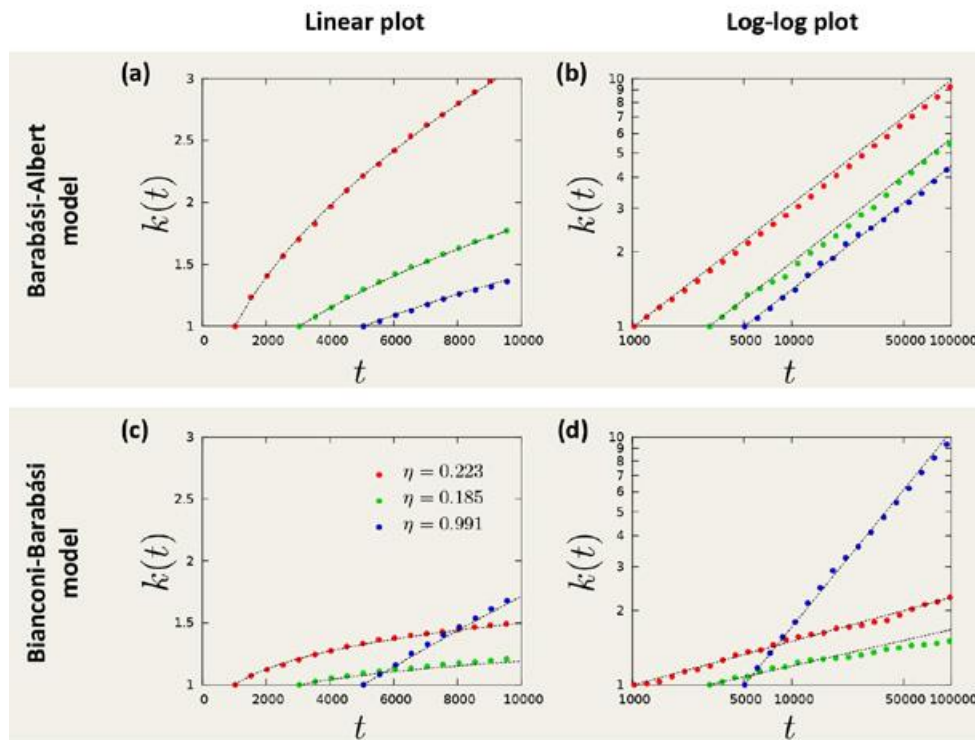 Linear plot
Log-log plot
Barabási-Albert
model
(a)
3
2.5
2
1.5
1
k(t)
0
2000
4000
6000
8000
10000
t
(b)
10
9
8
7
6
5
4
3
2
1
k(t)
1000
5000
10000
50000
100000
t
Bianconi-Barabási
model
(c)
3
2.5
2
1.5
1
k(t)
η = 0.223
η = 0.185
η = 0.991
0
2000
4000
6000
8000
10000
t
(d)
10
9
8
7
6
5
4
3
2
1
k(t)
1000
5000
10000
50000
100000
t